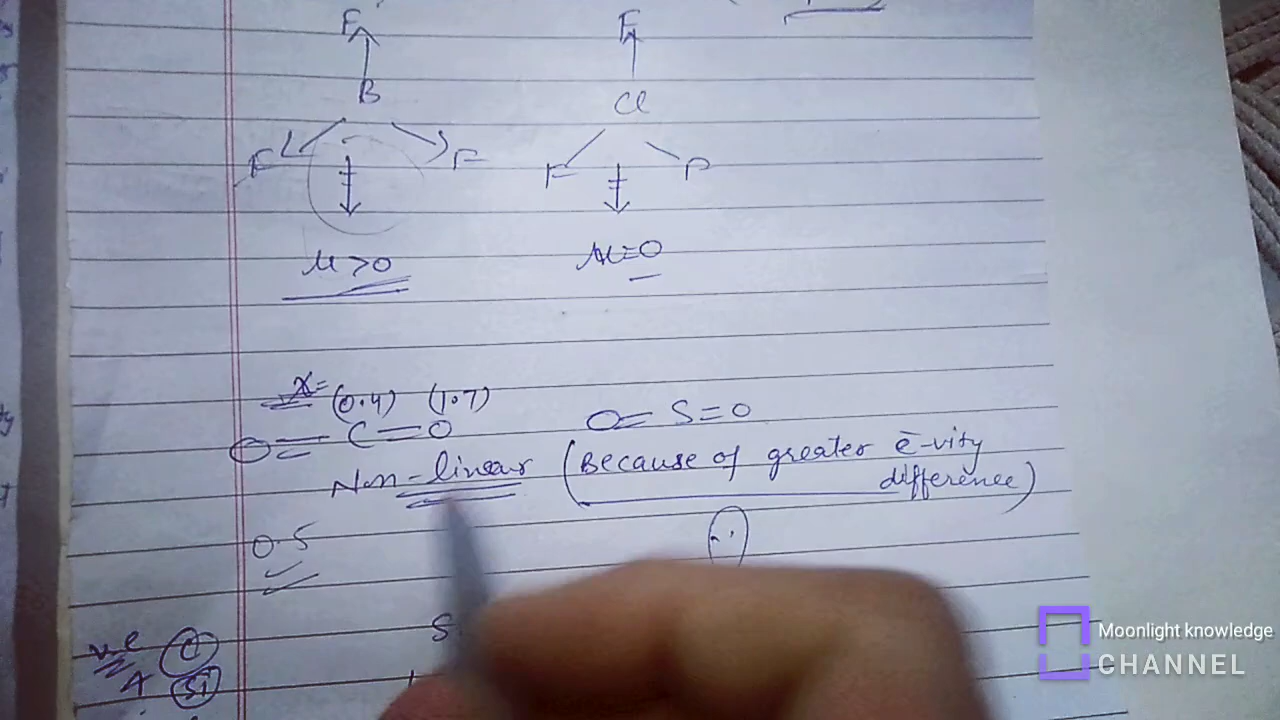 F F
B Cl
F F F F
μ >0 μ=0
X=
(0.4) (1.7)
O=C=O O=S=O
Non-linear (Because of greater ē-vity
difference)
0.5
S
v.e C
4 Si
Moonlight knowledge
CHANNEL